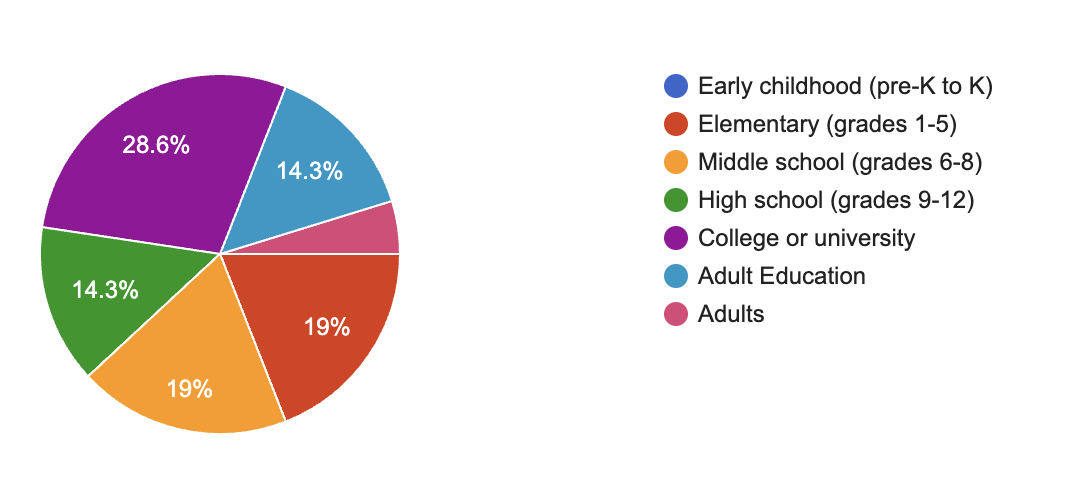 28.6%
14.3%
14.3%
19%
19%
Early childhood (pre-K to K)
Elementary (grades 1-5)
Middle school (grades 6-8)
High school (grades 9-12)
College or university
Adult Education
Adults